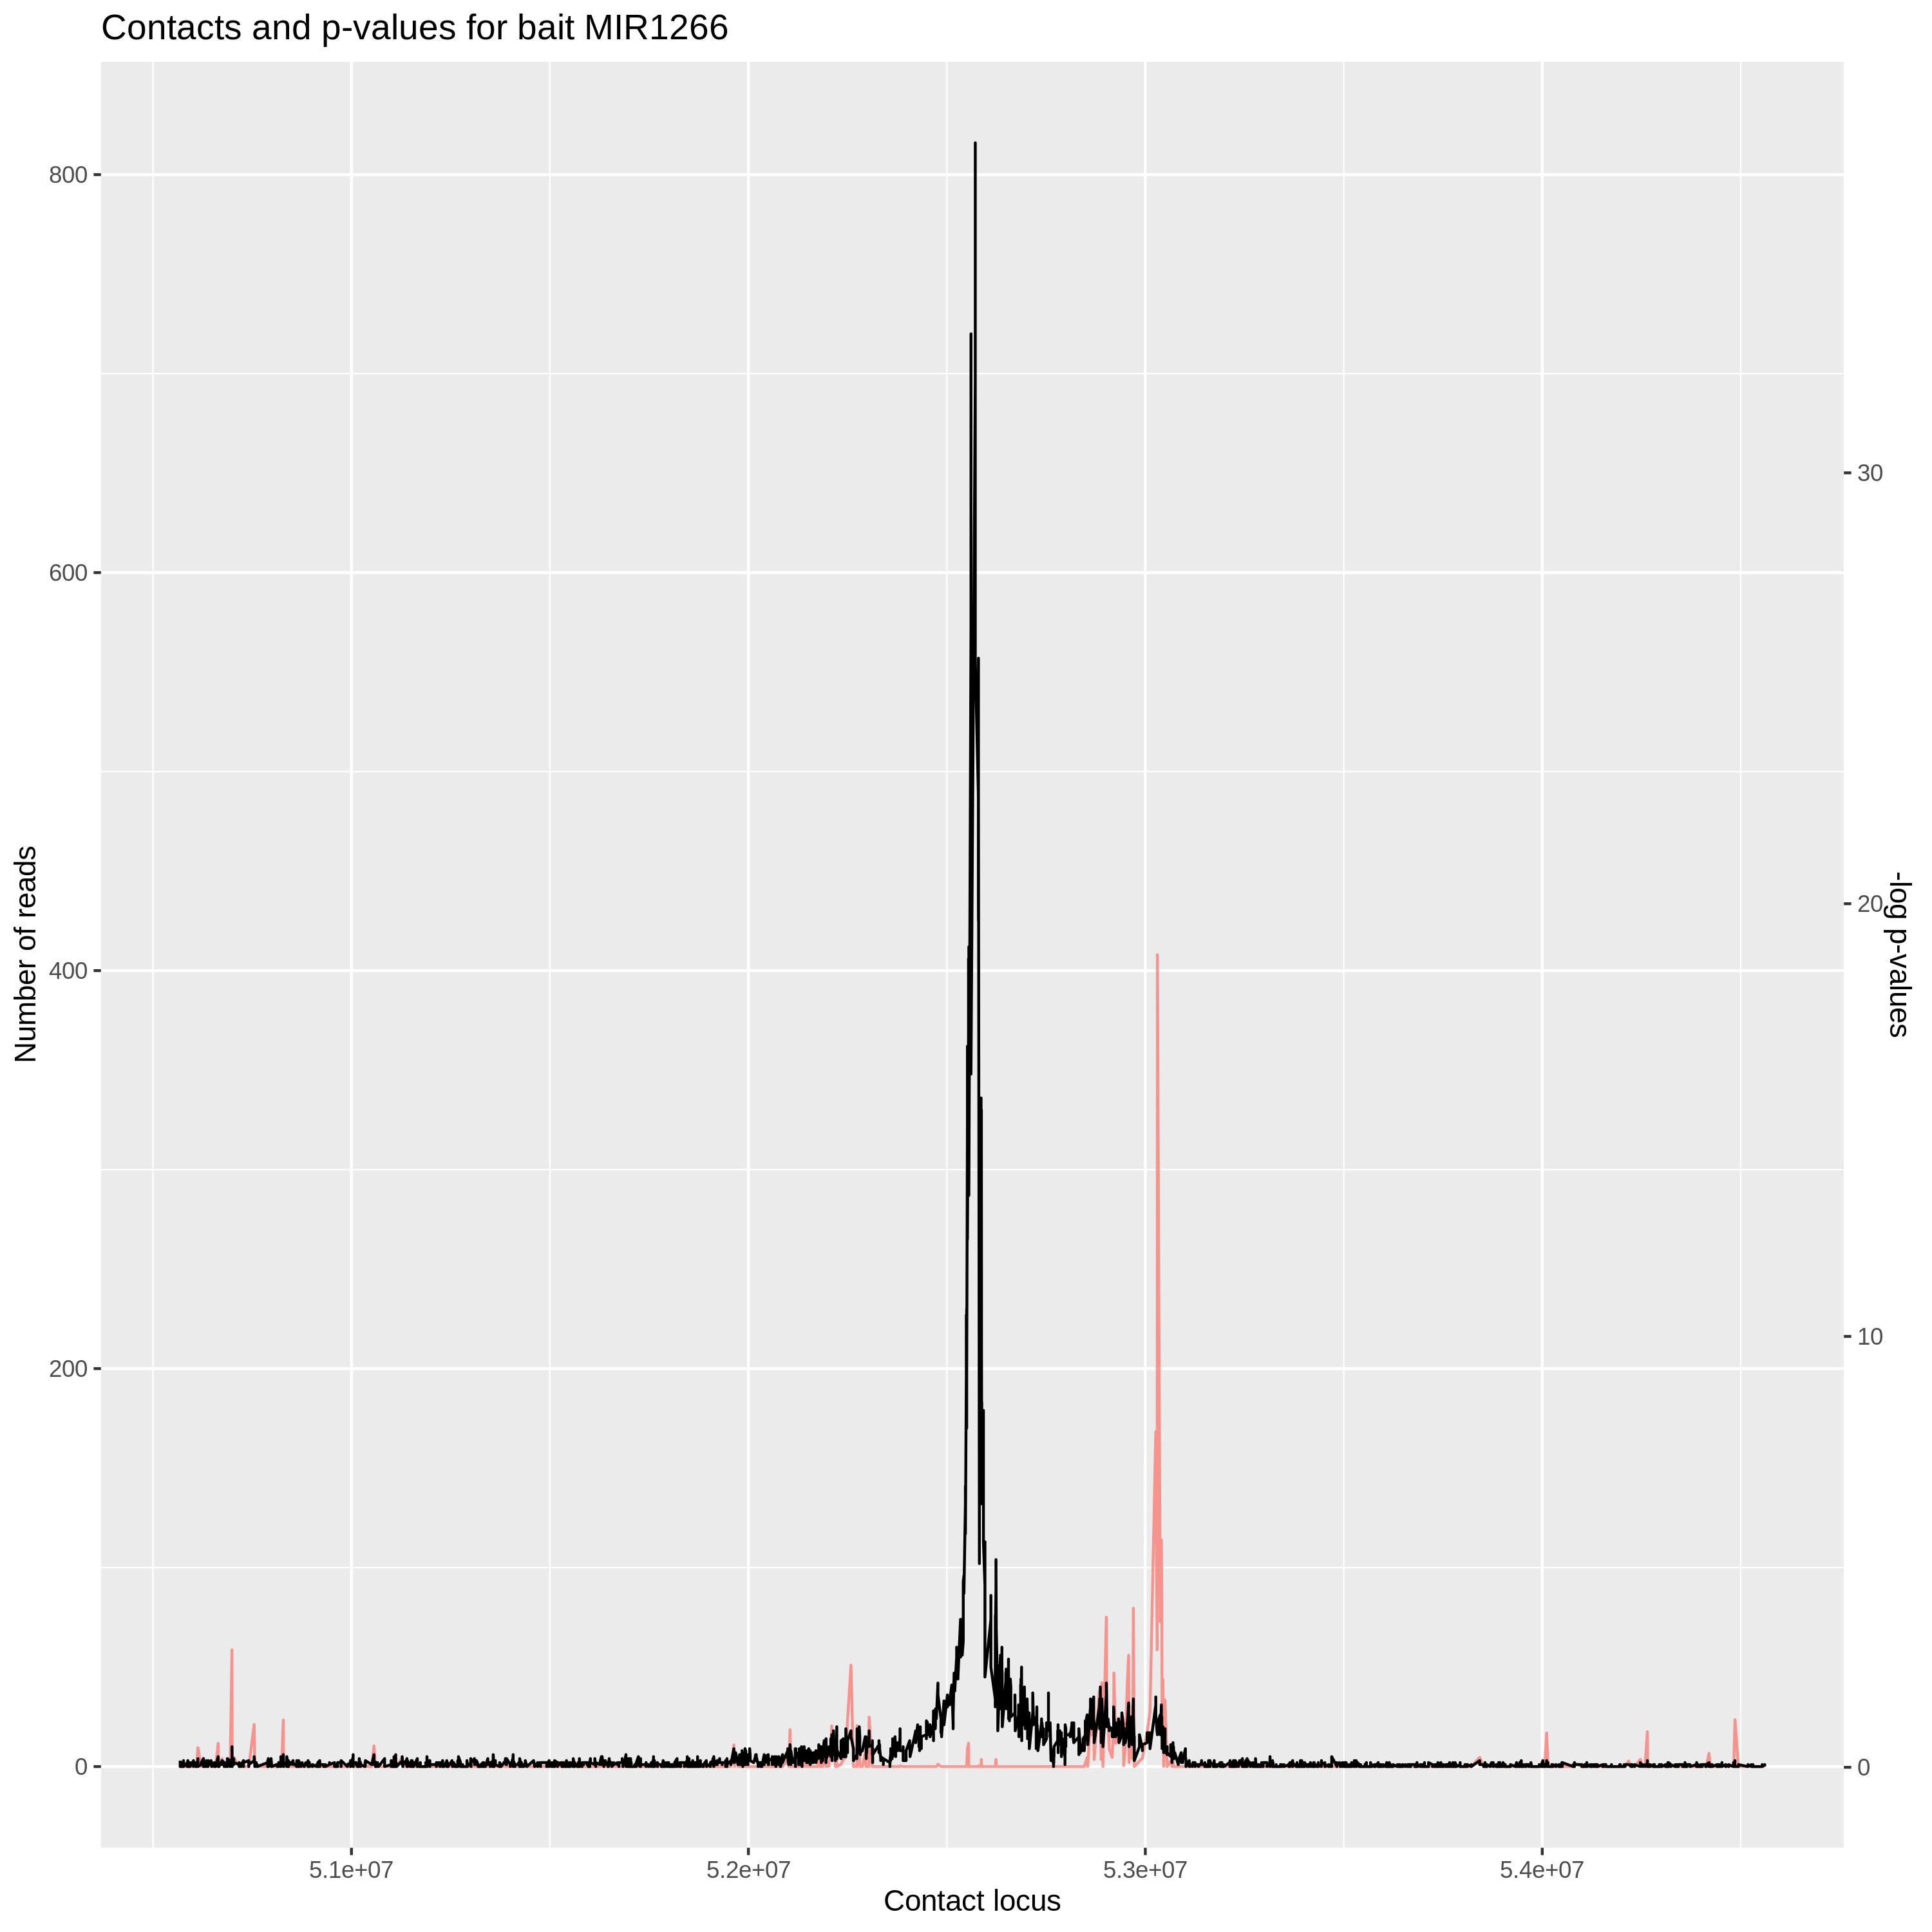 Contacts and p-values for bait MIR1266
800
600
400
200
0
Number of reads
30
20
10
0
-log p-values
5.1e+07
5.2e+07
5.3e+07
5.4e+07
Contact locus